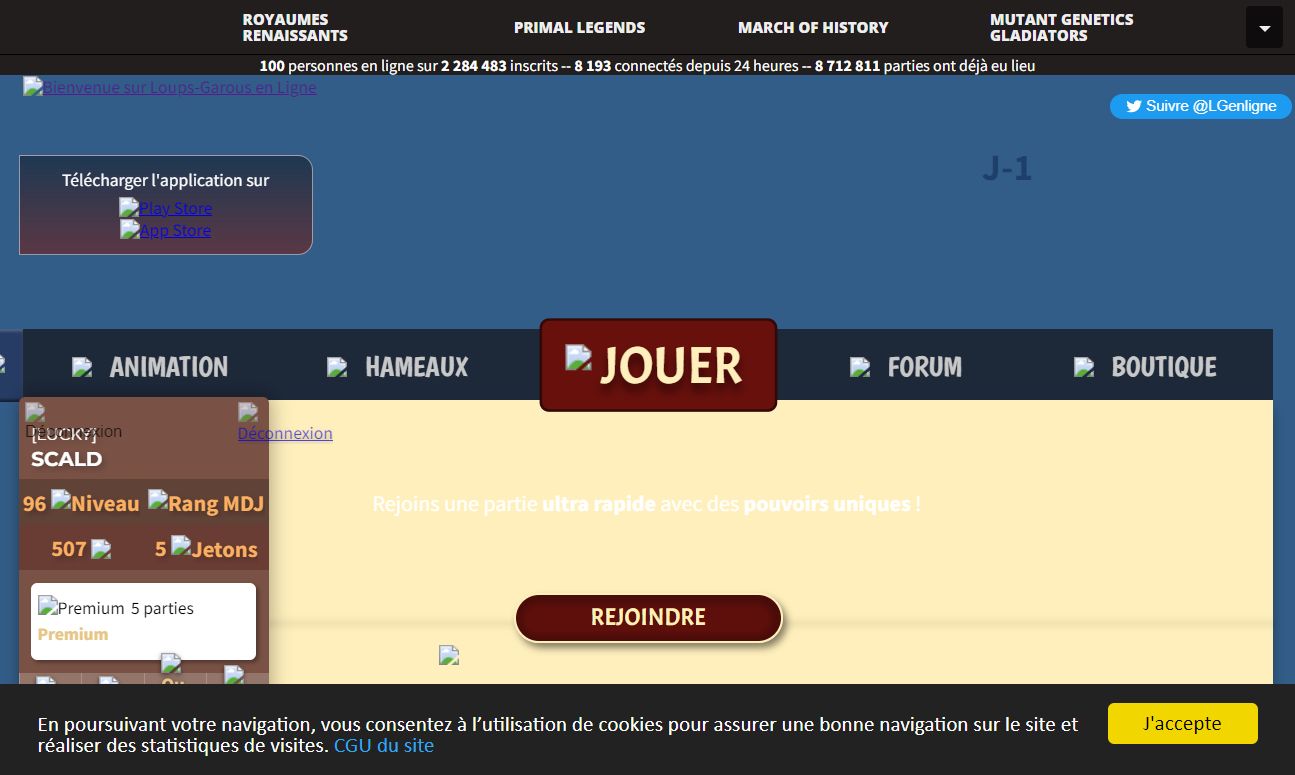 ROYAUMES
RENAISSANTS
PRIMAL LEGENDS
MARCH OF HISTORY
MUTANT GENETICS
GLADIATORS
100 personnes en ligne sur 2 284 483 inscrits -- 8 193 connectés depuis 24 heures -- 8 712 811 parties ont déjà eu lieu
Bienvenue sur Loups-Garous en Ligne
Suivre @LGenligne
J-1
Télécharger l'application sur
Play Store
App Store
ANIMATION
HAMEAUX
JOUER
FORUM
BOUTIQUE
Déconnexion
[LUCKY]
Déconnexion
SCALD
96 Niveau Rang MDJ
507 5 Jetons
Rejoins une partie ultra rapide avec des pouvoirs uniques !
Premium 5 parties
Premium
REJOINDRE
En poursuivant votre navigation, vous consentez à l’utilisation de cookies pour assurer une bonne navigation sur le site et
réaliser des statistiques de visites. CGU du site
J'accepte